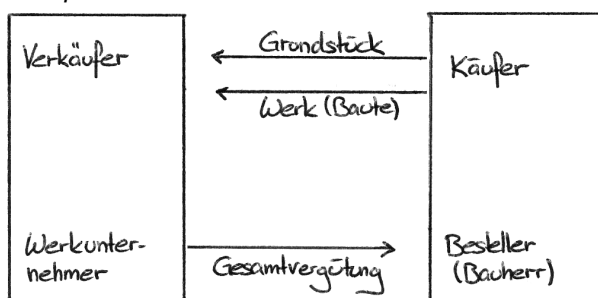 Verkäufer
Grundstück
Käufer
Werk (Baute)
Werkunter-
nehmer
Gesamtvergütung
Besteller
(Bauherr)